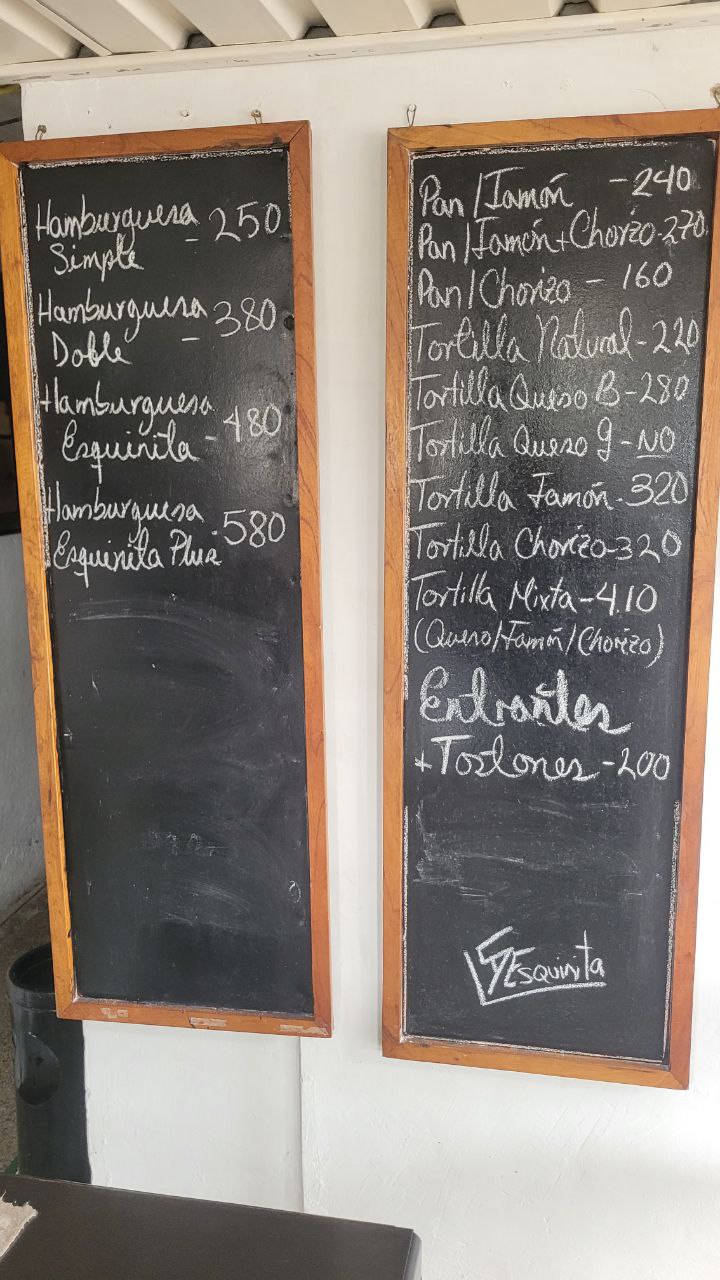 Hamburguesa - 250
Simple
Hamburguesa - 380
Doble
Hamburguesa
Esquinita - 480
Hamburguesa
Esquinita Plus - 580
Pan/Jamón - 240
Pan/Jamón+Chorizo-270
Pan/Chorizo - 160
Tortilla Natural-220
Tortilla Queso B-280
Tortilla Queso g-NO
Tortilla Jamón-320
Tortilla Chorizo-320
Tortilla Mixta-410
(Queso/Jamón/Chorizo)
Entrantes
+Tostones-200
Esquinita